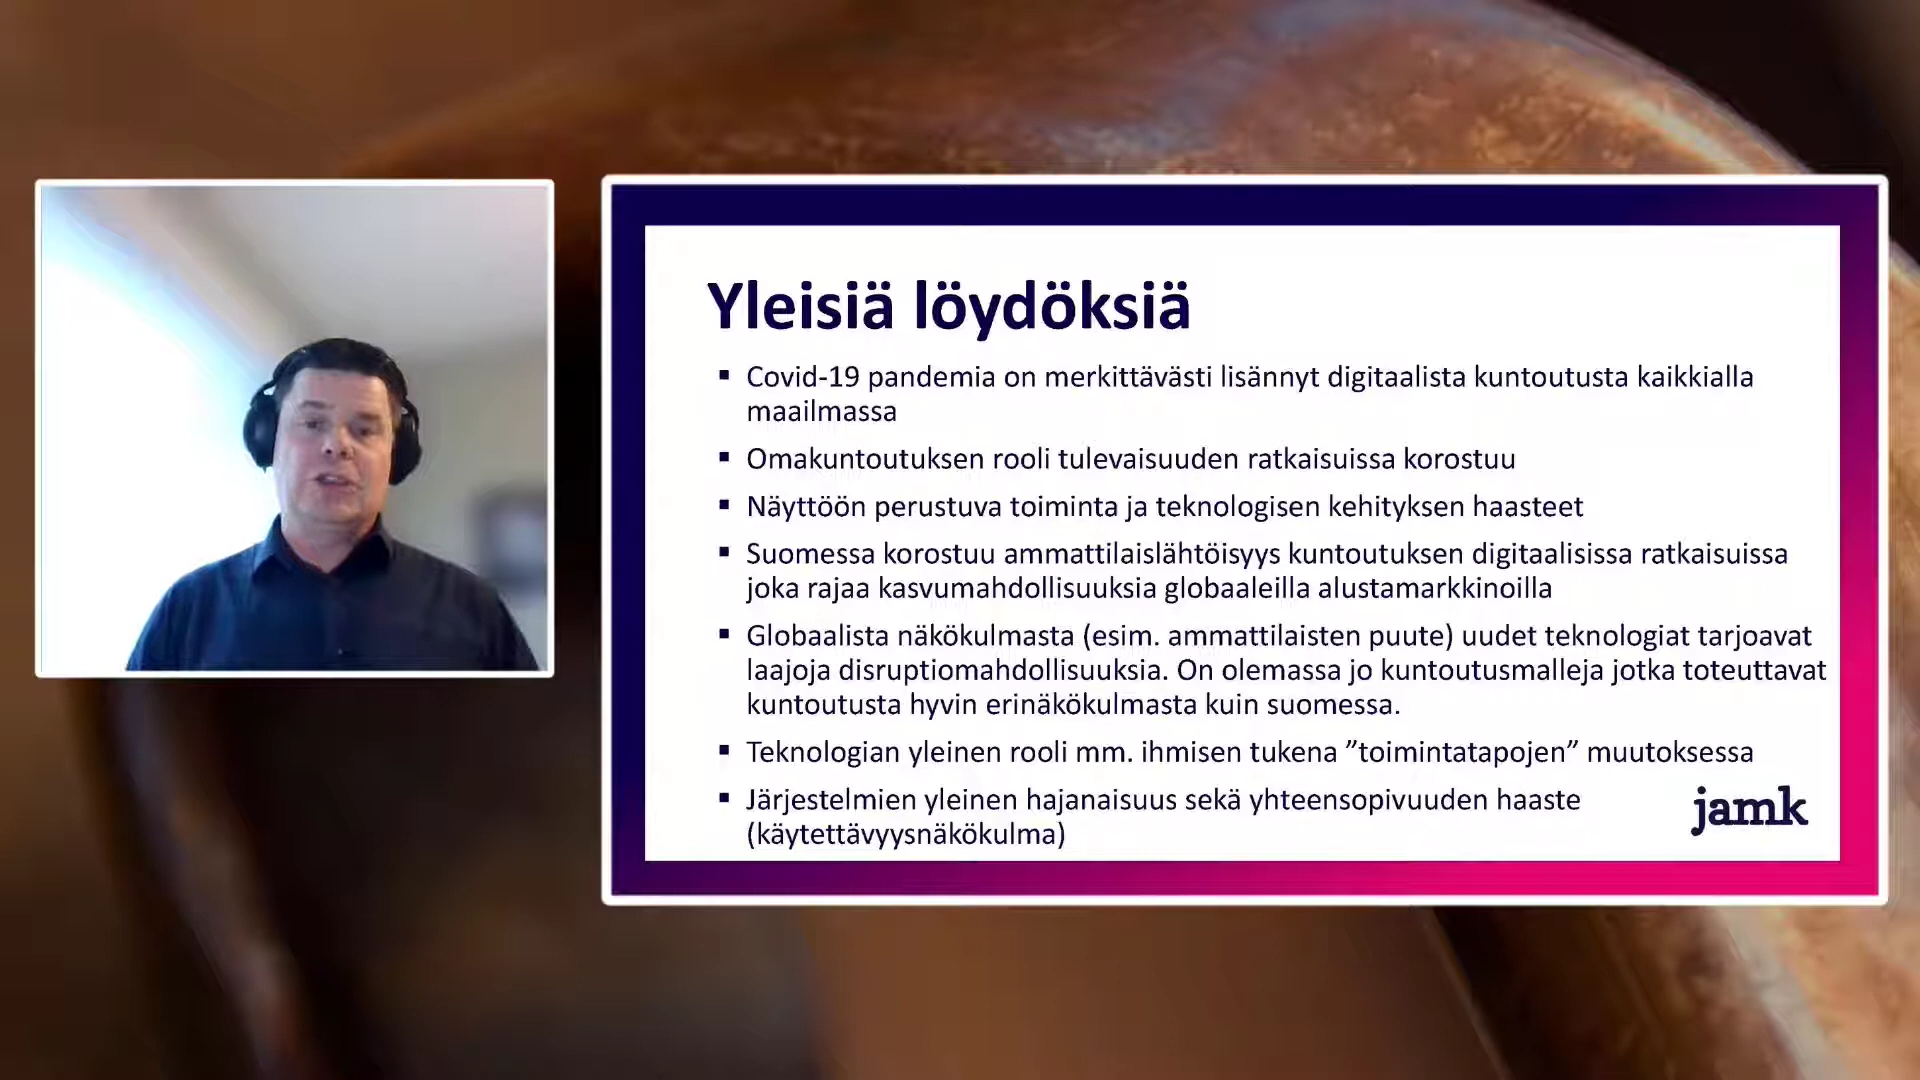 Yleisiä löydöksiä
▪ Covid-19 pandemia on merkittävästi lisännyt digitaalista kuntoutusta kaikkialla
maailmassa
▪ Omakuntoutuksen rooli tulevaisuuden ratkaisuissa korostuu
▪ Näyttöön perustuva toiminta ja teknologisen kehityksen haasteet
▪ Suomessa korostuu ammattilaislähtöisyys kuntoutuksen digitaalisissa ratkaisuissa
joka rajaa kasvumahdollisuuksia globaaleilla alustamarkkinoilla
▪ Globaalista näkökulmasta (esim. ammattilaisten puute) uudet teknologiat tarjoavat
laajoja disruptiomahdollisuuksia. On olemassa jo kuntoutusmalleja jotka toteuttavat
kuntoutusta hyvin erinäkökulmasta kuin suomessa.
▪ Teknologian yleinen rooli mm. ihmisen tukena ”toimintatapojen” muutoksessa
▪ Järjestelmien yleinen hajanaisuus sekä yhteensopivuuden haaste
(käytettävyysnäkökulma)
jamk